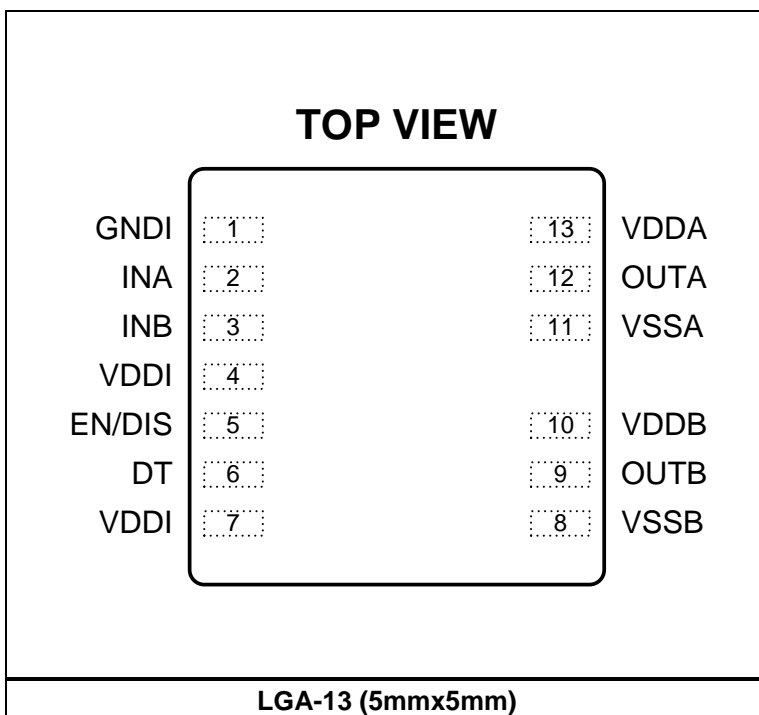 TOP VIEW
GNDI 1 13 VDDA
INA 2 12 OUTA
INB 3 11 VSSA
VDDI 4
EN/DIS 5 10 VDDB
DT 6 9 OUTB
VDDI 7 8 VSSB
LGA-13 (5mmx5mm)